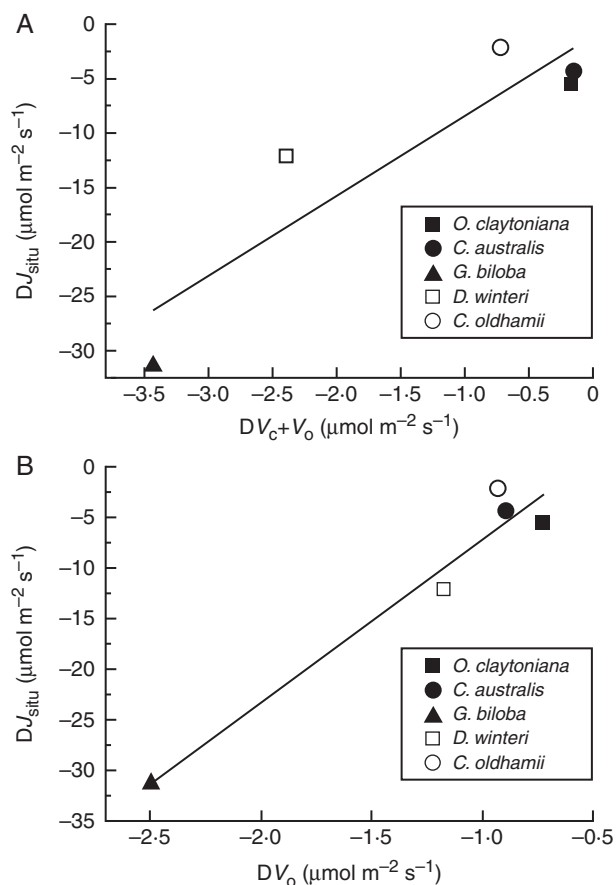 A
0
−5
−10
−15
−20
−25
−30
DJsitu (μmol m−2 s−1)
O. claytoniana
C. australis
G. biloba
D. winteri
C. oldhamii
−3·5 −3·0 −2·5 −2·0 −1·5 −1·0 −0·5 0
DVc+Vo (μmol m−2 s−1)
B
0
−5
−10
−15
−20
−25
−30
−35
DJsitu (μmol m−2 s−1)
O. claytoniana
C. australis
G. biloba
D. winteri
C. oldhamii
−2·5 −2·0 −1·5 −1·0 −0·5
DVo (μmol m−2 s−1)